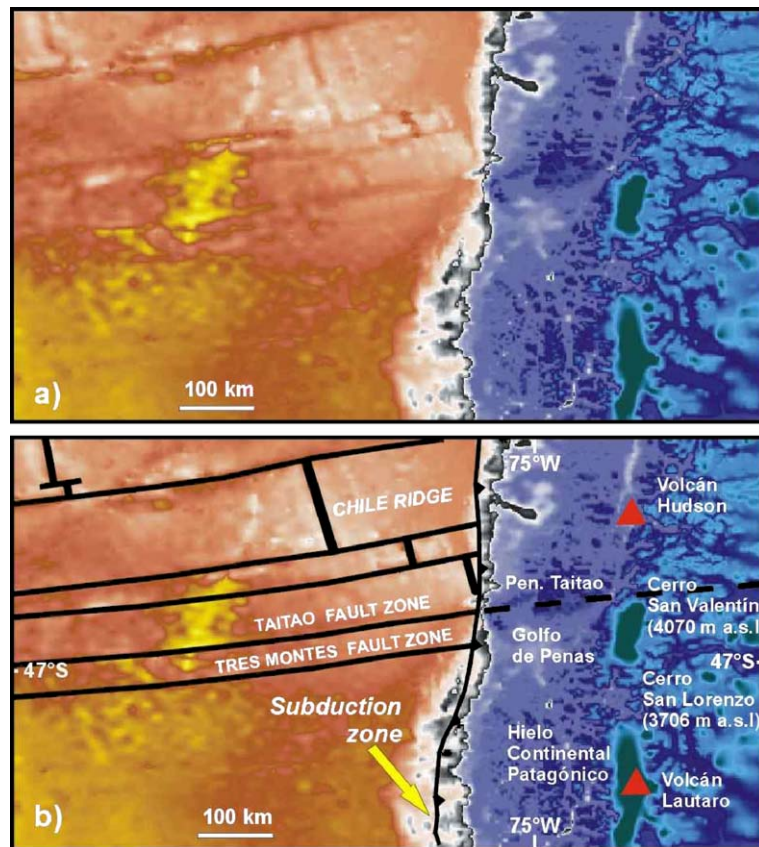 100 km
a)
75°W
Volcán
Hudson
CHILE RIDGE
Pen. Taitao
Cerro
San Valentín
(4070 m a.s.l)
TAITAO FAULT ZONE
Golfo
de Penas
TRES MONTES FAULT ZONE
47°S
47°S
Cerro
San Lorenzo
(3706 m a.s.l)
Subduction
zone
Hielo
Continental
Patagónico
Volcán
Lautaro
100 km
b)
75°W